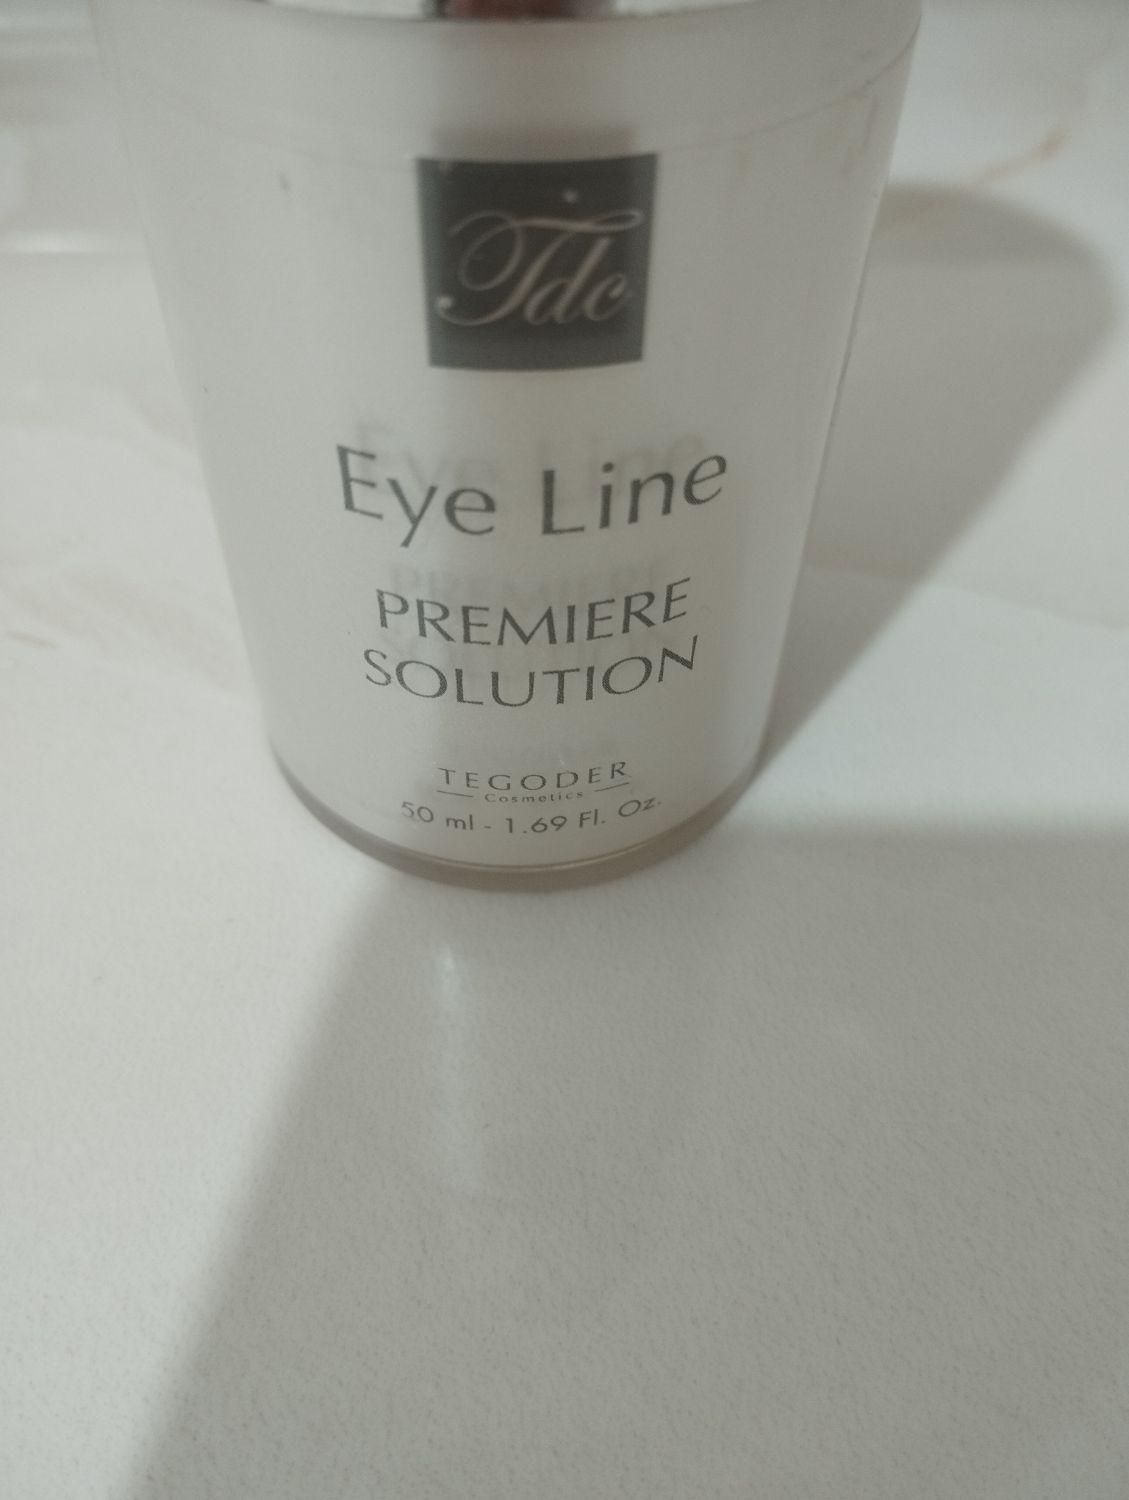 Tdc
Eye Line
PREMIERE
SOLUTION
TEGODER
Cosmetics
50 ml - 1.69 Fl. Oz.